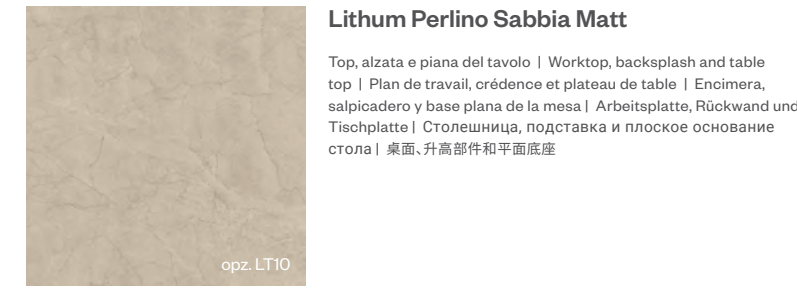 Lithum Perlino Sabbia Matt
Top, alzata e piana del tavolo | Worktop, backsplash and table
top | Plan de travail, crédence et plateau de table | Encimera,
salpicadero y base plana de la mesa | Arbeitsplatte, Rückwand und
Tischplatte | Столешница, подставка и плоское основание
стола | 桌面、升高部件和平面底座
opz. LT10